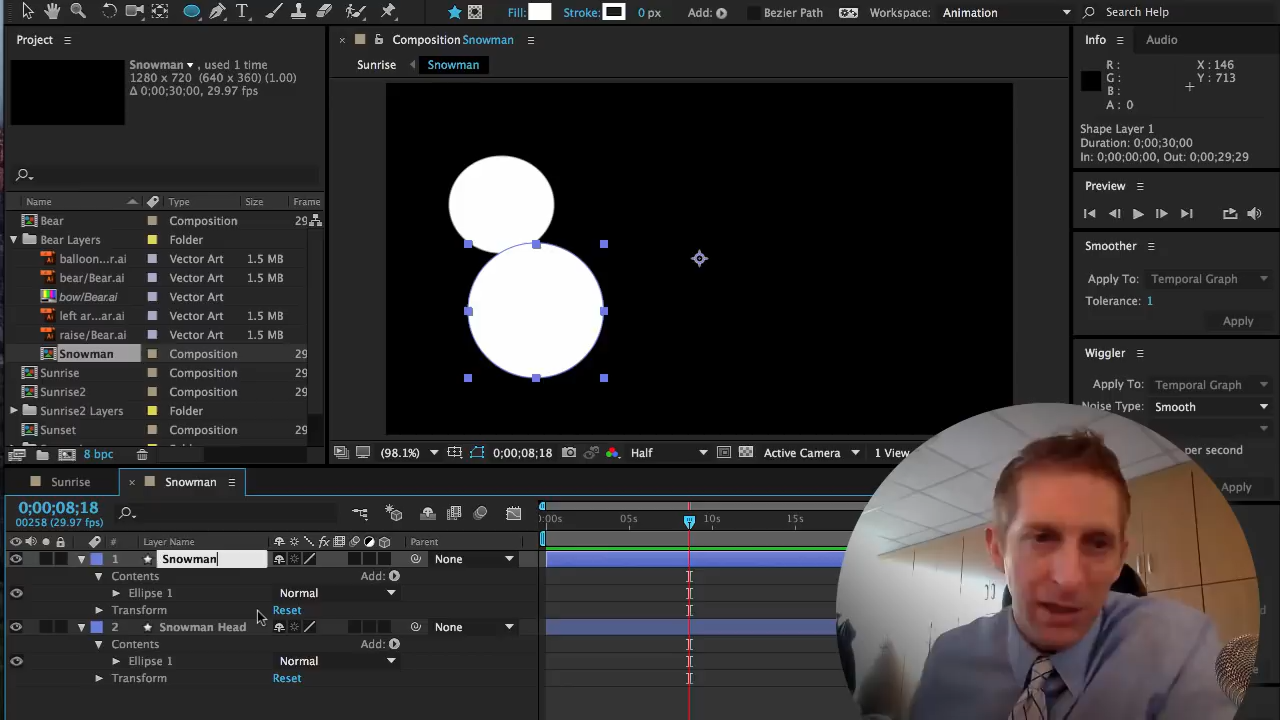 Fill:
Stroke:
0 px
Add:
Bezier Path
Workspace:
Animation
Search Help
Project
Snowman , used 1 time
1280 x 720 (640 x 360) (1.00)
Δ 0;00;30;00, 29.97 fps
Name
Type
Size
Frame
Bear
Composition
29
Bear Layers
Folder
balloon...r.ai
Vector Art
1.5 MB
bear/Bear.ai
Vector Art
1.5 MB
bow/Bear.ai
Vector Art
left ar...ar.ai
Vector Art
1.5 MB
raise/Bear.ai
Vector Art
1.5 MB
Snowman
Composition
29
Sunrise
Composition
29
Sunrise2
Composition
29
Sunrise2 Layers
Folder
Sunset
Composition
29
8 bpc
Composition Snowman
Sunrise
Snowman
(98.1%)
0;00;08;18
Half
Active Camera
1 View
Info
Audio
R :
G :
B :
A : 0
X : 146
Y : 713
Shape Layer 1
Duration: 0;00;30;00
In: 0;00;00;00, Out: 0;00;29;29
Preview
Smoother
Apply To:
Temporal Graph
Tolerance: 1
Apply
Wiggler
Apply To:
Temporal Graph
Noise Type:
Smooth
per second
Apply
Sunrise
Snowman
0;00;08;18
00258 (29.97 fps)
:00s
05s
10s
15s
#
Layer Name
fx
Parent
1
Snowman
None
Contents
Add:
Ellipse 1
Normal
Transform
Reset
2
Snowman Head
None
Contents
Add:
Ellipse 1
Normal
Transform
Reset